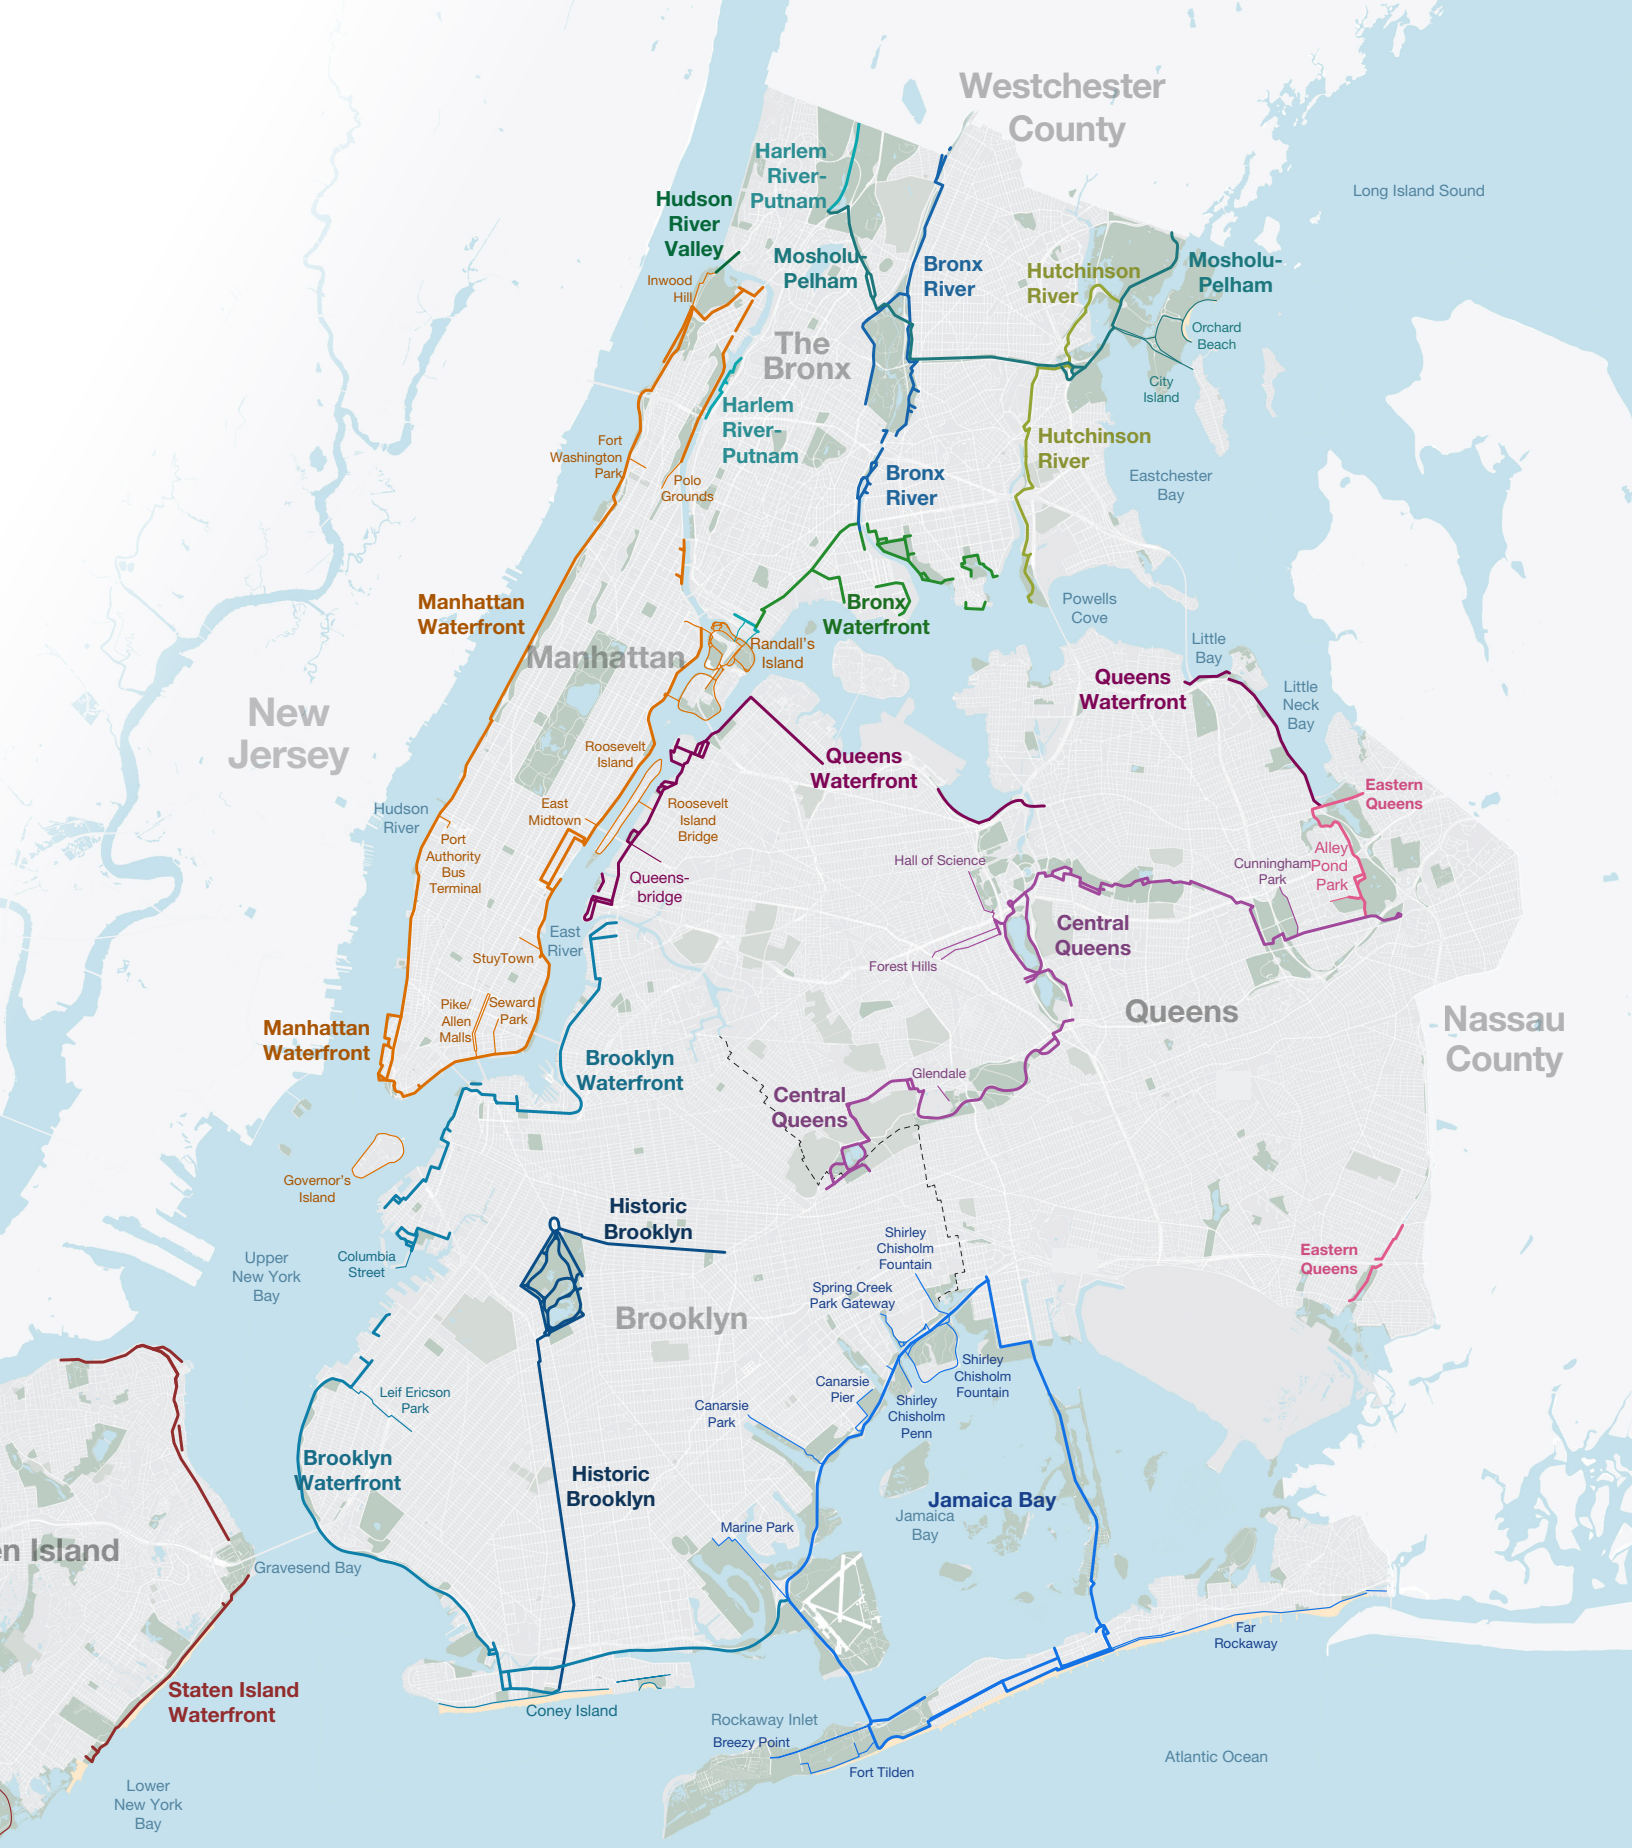 Westchester
County
Harlem
River-
Putnam
Long Island Sound
Hudson
River
Valley
Mosholu-
Pelham
Bronx
River
Hutchinson
River
Mosholu-
Pelham
Inwood
Hill
Orchard
Beach
The
Bronx
City
Island
Harlem
River-
Putnam
Fort
Washington
Park
Hutchinson
River
Polo
Grounds
Bronx
River
Eastchester
Bay
Manhattan
Waterfront
Bronx
Waterfront
Powells
Cove
Manhattan
Randall's
Island
Little
Bay
Queens
Waterfront
Little
Neck
Bay
New
Jersey
Roosevelt
Island
Queens
Waterfront
Eastern
Queens
Hudson
River
East
Midtown
Roosevelt
Island
Bridge
Port
Authority
Bus
Terminal
Hall of Science
Cunningham
Park
Alley
Pond
Park
Queens-
bridge
East
River
StuyTown
Central
Queens
Forest Hills
Pike/
Allen
Malls
Seward
Park
Queens
Nassau
County
Manhattan
Waterfront
Brooklyn
Waterfront
Glendale
Central
Queens
Governor's
Island
Historic
Brooklyn
Upper
New York
Bay
Columbia
Street
Shirley
Chisholm
Fountain
Eastern
Queens
Spring Creek
Park Gateway
Brooklyn
Shirley
Chisholm
Fountain
Canarsie
Pier
Shirley
Chisholm
Penn
Leif Ericson
Park
Canarsie
Park
Brooklyn
Waterfront
Historic
Brooklyn
Jamaica Bay
Jamaica
Bay
Marine Park
en Island
Gravesend Bay
Far
Rockaway
Staten Island
Waterfront
Coney Island
Rockaway Inlet
Breezy Point
Fort Tilden
Atlantic Ocean
Lower
New York
Bay